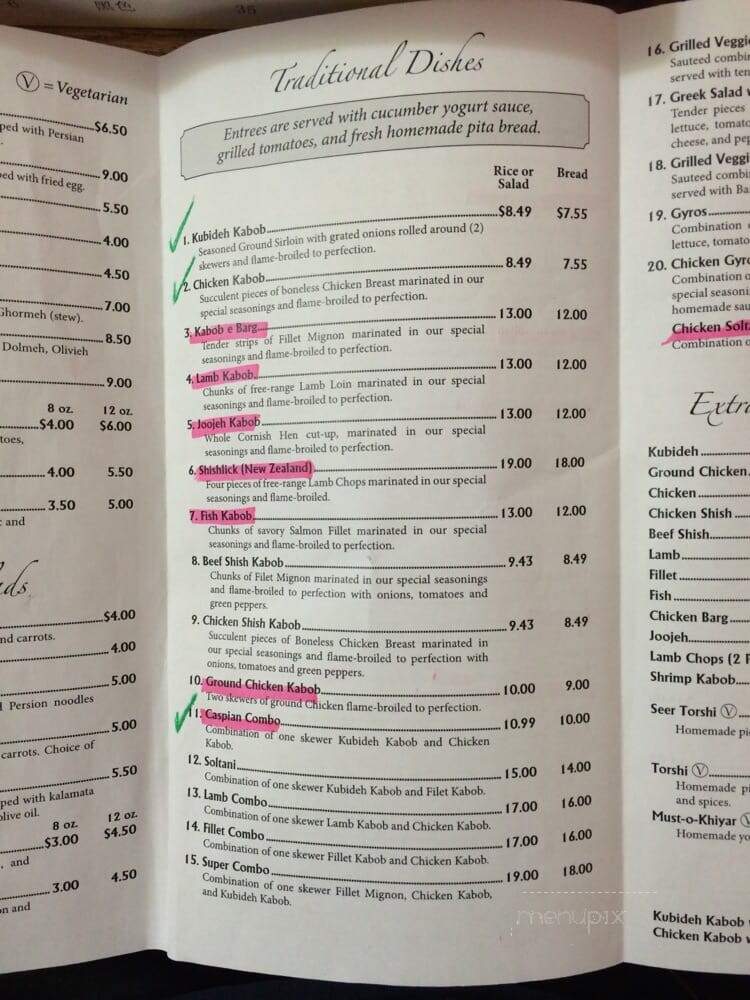 36
Ⓥ = Vegetarian
$6.50
ped with Persian
9.00
ped with fried egg.
5.50
4.00
4.50
7.00
Ghormeh (stew).
8.50
Dolmeh, Olivieh
9.00
8 oz. 12 oz.
$4.00 $6.00
toes,
4.00 5.50
3.50 5.00
and
ds
$4.00
nd carrots.
4.00
5.00
Persion noodles
5.00
carrots. Choice of
5.50
ped with kalamata
olive oil.
8 oz. 12 oz.
$3.00 $4.50
, and
3.00 4.50
n and
Traditional Dishes
Entrees are served with cucumber yogurt sauce,
grilled tomatoes, and fresh homemade pita bread.
Rice or
Salad Bread
1. Kubideh Kabob $8.49 $7.55
Seasoned Ground Sirloin with grated onions rolled around (2)
skewers and flame-broiled to perfection.
2. Chicken Kabob 8.49 7.55
Succulent pieces of boneless Chicken Breast marinated in our
special seasonings and flame-broiled to perfection.
3. Kabob e Barg 13.00 12.00
Tender strips of Fillet Mignon marinated in our special
seasonings and flame-broiled to perfection.
4. Lamb Kabob 13.00 12.00
Chunks of free-range Lamb Loin marinated in our special
seasonings and flame-broiled to perfection.
5. Joojeh Kabob 13.00 12.00
Whole Cornish Hen cut-up, marinated in our special
seasonings and flame-broiled to perfection.
6. Shishlick (New Zealand) 19.00 18.00
Four pieces of free-range Lamb Chops marinated in our special
seasonings and flame-broiled.
7. Fish Kabob 13.00 12.00
Chunks of savory Salmon Fillet marinated in our special
seasonings and flame-broiled to perfection.
8. Beef Shish Kabob 9.43 8.49
Chunks of Filet Mignon marinated in our special seasonings
and flame-broiled to perfection with onions, tomatoes and
green peppers.
9. Chicken Shish Kabob 9.43 8.49
Succulent pieces of Boneless Chicken Breast marinated in
our special seasonings and flame-broiled to perfection with
onions, tomatoes and green peppers.
10. Ground Chicken Kabob 10.00 9.00
Two skewers of ground Chicken flame-broiled to perfection.
11. Caspian Combo 10.99 10.00
Combination of one skewer Kubideh Kabob and Chicken
Kabob.
12. Soltani 15.00 14.00
Combination of one skewer Kubideh Kabob and Filet Kabob.
13. Lamb Combo 17.00 16.00
Combination of one skewer Lamb Kabob and Chicken Kabob.
14. Fillet Combo 17.00 16.00
Combination of one skewer Fillet Kabob and Chicken Kabob.
15. Super Combo 19.00 18.00
Combination of one skewer Fillet Mignon, Chicken Kabob,
and Kubideh Kabob.
menupix
16. Grilled Veggi
Sauteed combin
served with ten
17. Greek Salad w
Tender pieces
lettuce, tomato
cheese, and pep
18. Grilled Veggi
Sauteed combi
served with Ba
19. Gyros
Combination
lettuce, tomato
20. Chicken Gyro
Combination o
special seasoni
homemade sau
Chicken Solt
Combination o
Extra
Kubideh
Ground Chicken
Chicken
Chicken Shish
Beef Shish
Lamb
Fillet
Fish
Chicken Barg
Joojeh
Lamb Chops (2 P
Shrimp Kabob
Seer Torshi Ⓥ
Homemade pi
Torshi Ⓥ
Homemade pi
and spices.
Must-o-Khiyar Ⓥ
Homemade yo
Kubideh Kabob w
Chicken Kabob w